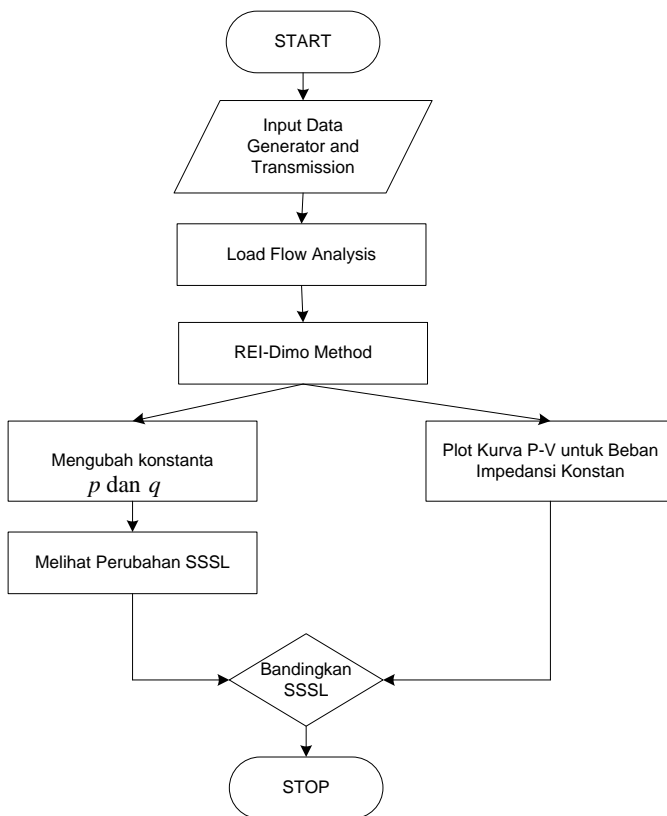 START
Input Data
Generator and
Transmission
Load Flow Analysis
REI-Dimo Method
Mengubah konstanta
p dan q
Plot Kurva P-V untuk Beban
Impedansi Konstan
Melihat Perubahan SSSL
Bandingkan
SSSL
STOP